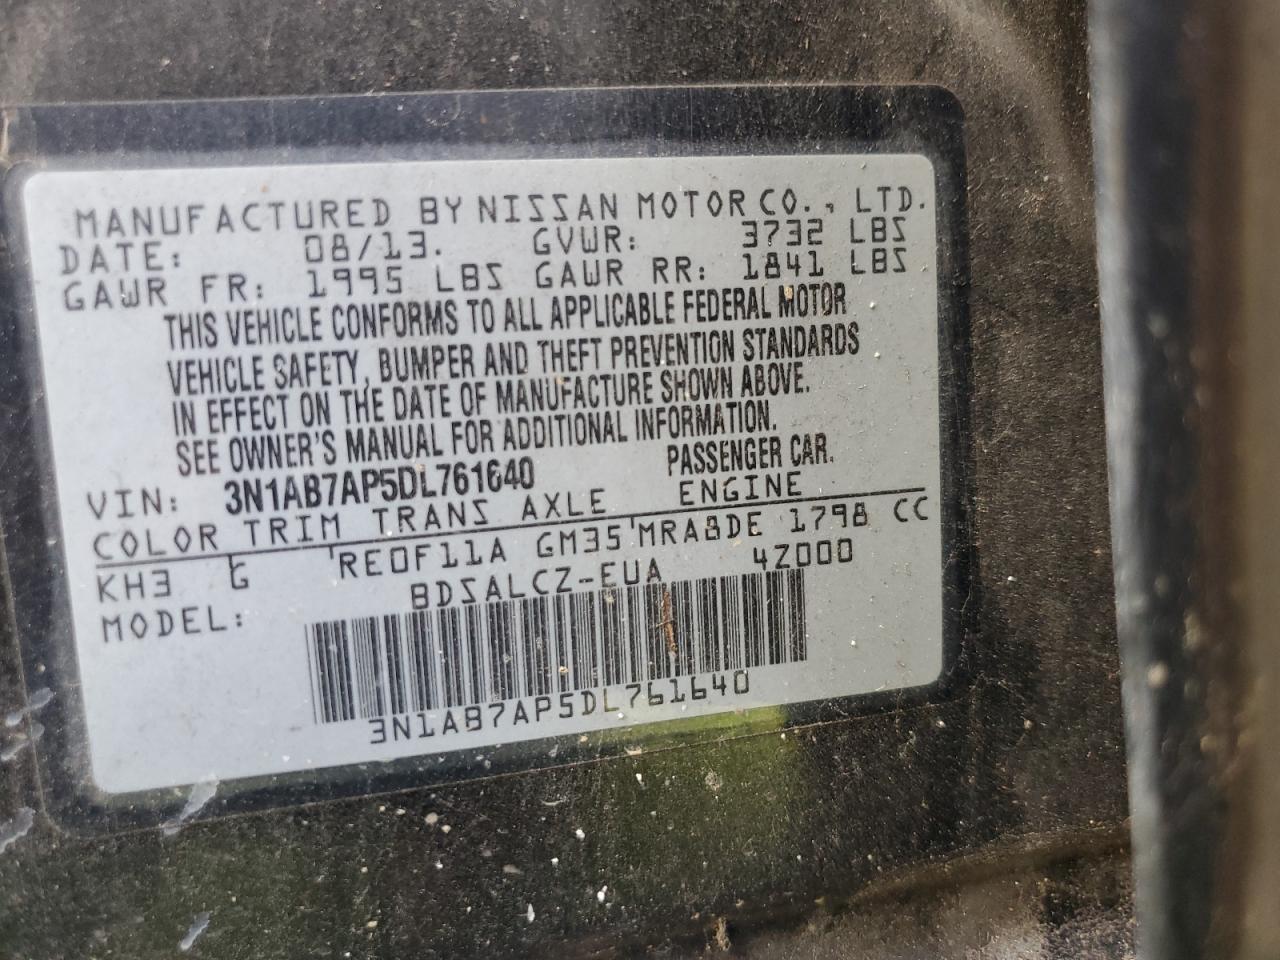 MANUFACTURED BY NISSAN MOTOR CO., LTD.
DATE: 08/13. GVWR: 3732 LBS
GAWR FR: 1995 LBS GAWR RR: 1841 LBS
THIS VEHICLE CONFORMS TO ALL APPLICABLE FEDERAL MOTOR
VEHICLE SAFETY, BUMPER AND THEFT PREVENTION STANDARDS
IN EFFECT ON THE DATE OF MANUFACTURE SHOWN ABOVE.
SEE OWNER'S MANUAL FOR ADDITIONAL INFORMATION.
VIN: 3N1AB7AP5DL761640 PASSENGER CAR.
COLOR TRIM TRANS AXLE ENGINE
KH3 G RE0F11A GM35 MRA8DE 1798 CC
MODEL: BDSALCZ-EUA 4Z000
3N1AB7AP5DL761640